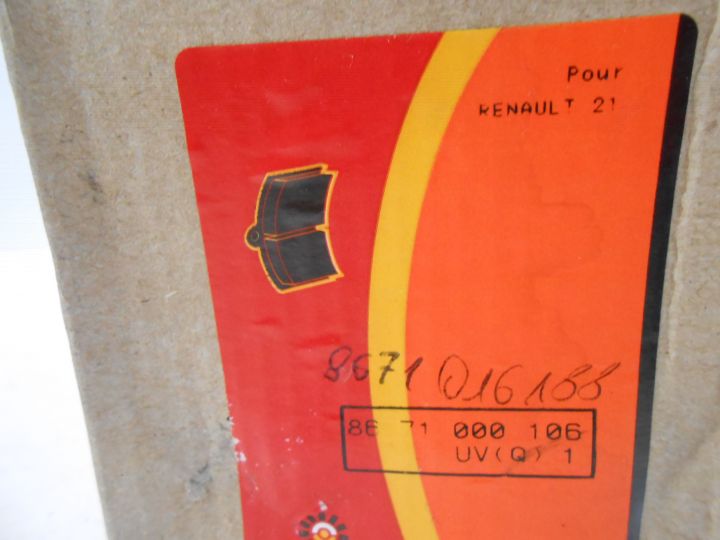 Pour
RENAULT 21
8671 016188
86 71 000 106
UV(Q) 1